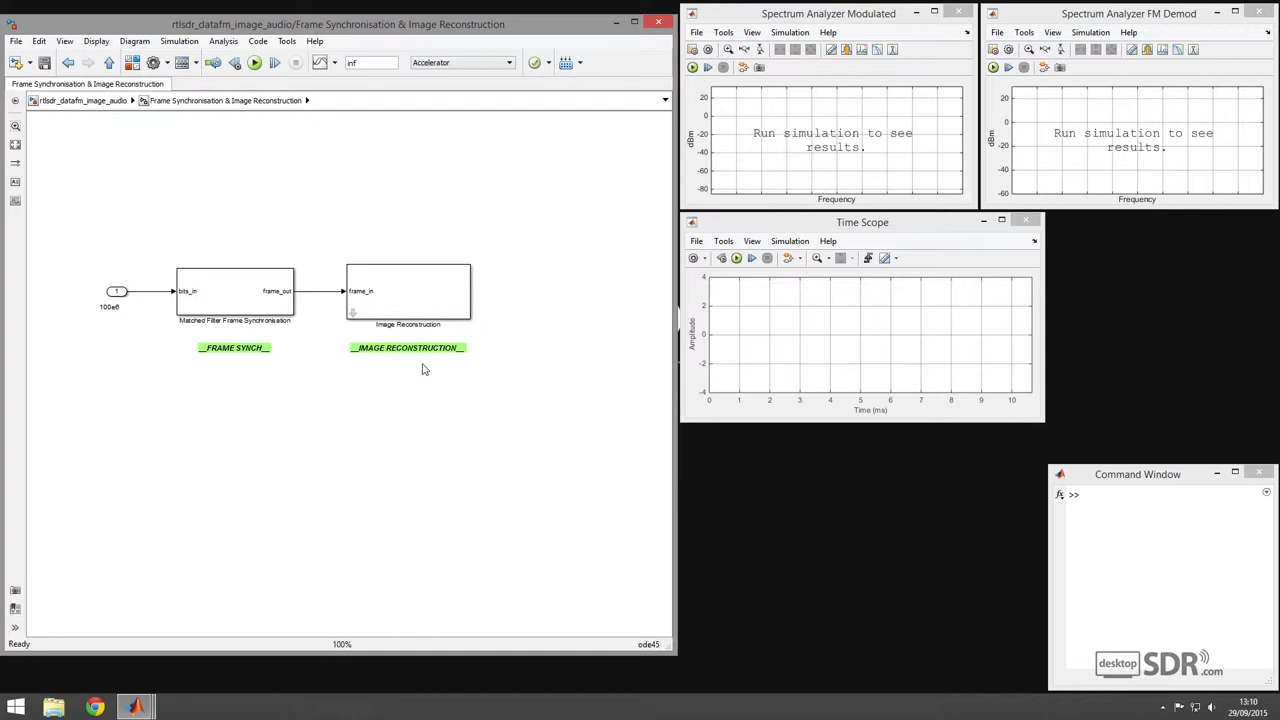 rtlsdr_datafm_image_audio/Frame Synchronisation & Image Reconstruction
File Edit View Display Diagram Simulation Analysis Code Tools Help
inf
Accelerator
Frame Synchronisation & Image Reconstruction
rtlsdr_datafm_image_audio
Frame Synchronisation & Image Reconstruction
1
100e6
bits_in
frame_out
Matched Filter Frame Synchronisation
__FRAME SYNCH__
frame_in
Image Reconstruction
__IMAGE RECONSTRUCTION__
Ready
100%
ode45
Spectrum Analyzer Modulated
File Tools View Simulation Help
20
0
-20
-40
-60
-80
dBm
Run simulation to see
results.
Frequency
Spectrum Analyzer FM Demod
File Tools View Simulation Help
20
0
-20
-40
-60
dBm
Run simulation to see
results.
Frequency
Time Scope
File Tools View Simulation Help
4
2
0
-2
-4
Amplitude
0 1 2 3 4 5 6 7 8 9 10
Time (ms)
Command Window
fx >>
desktop SDR .com
13:10
29/09/2015